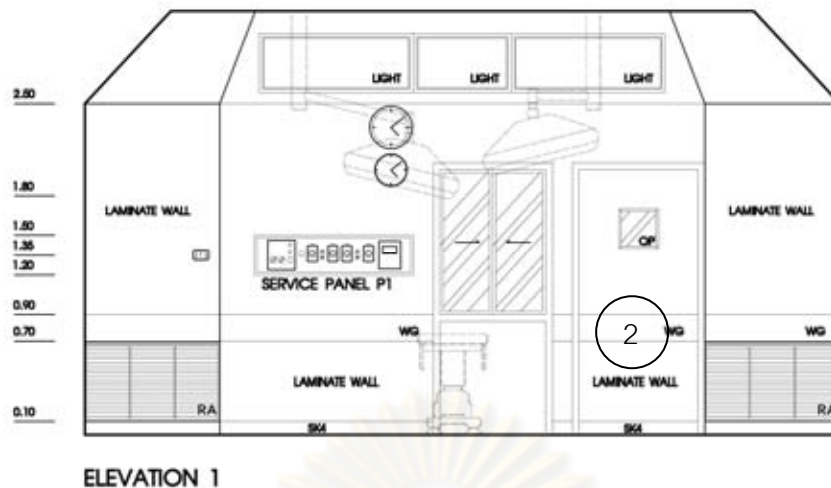 LIGHT LIGHT LIGHT
2.50
1.80
LAMINATE WALL LAMINATE WALL
1.50
OP
1.35
1.20
SERVICE PANEL P1
0.90
0.70 WG 2 WG WG
LAMINATE WALL LAMINATE WALL
RA RA
0.10
SK4 SK4
ELEVATION 1